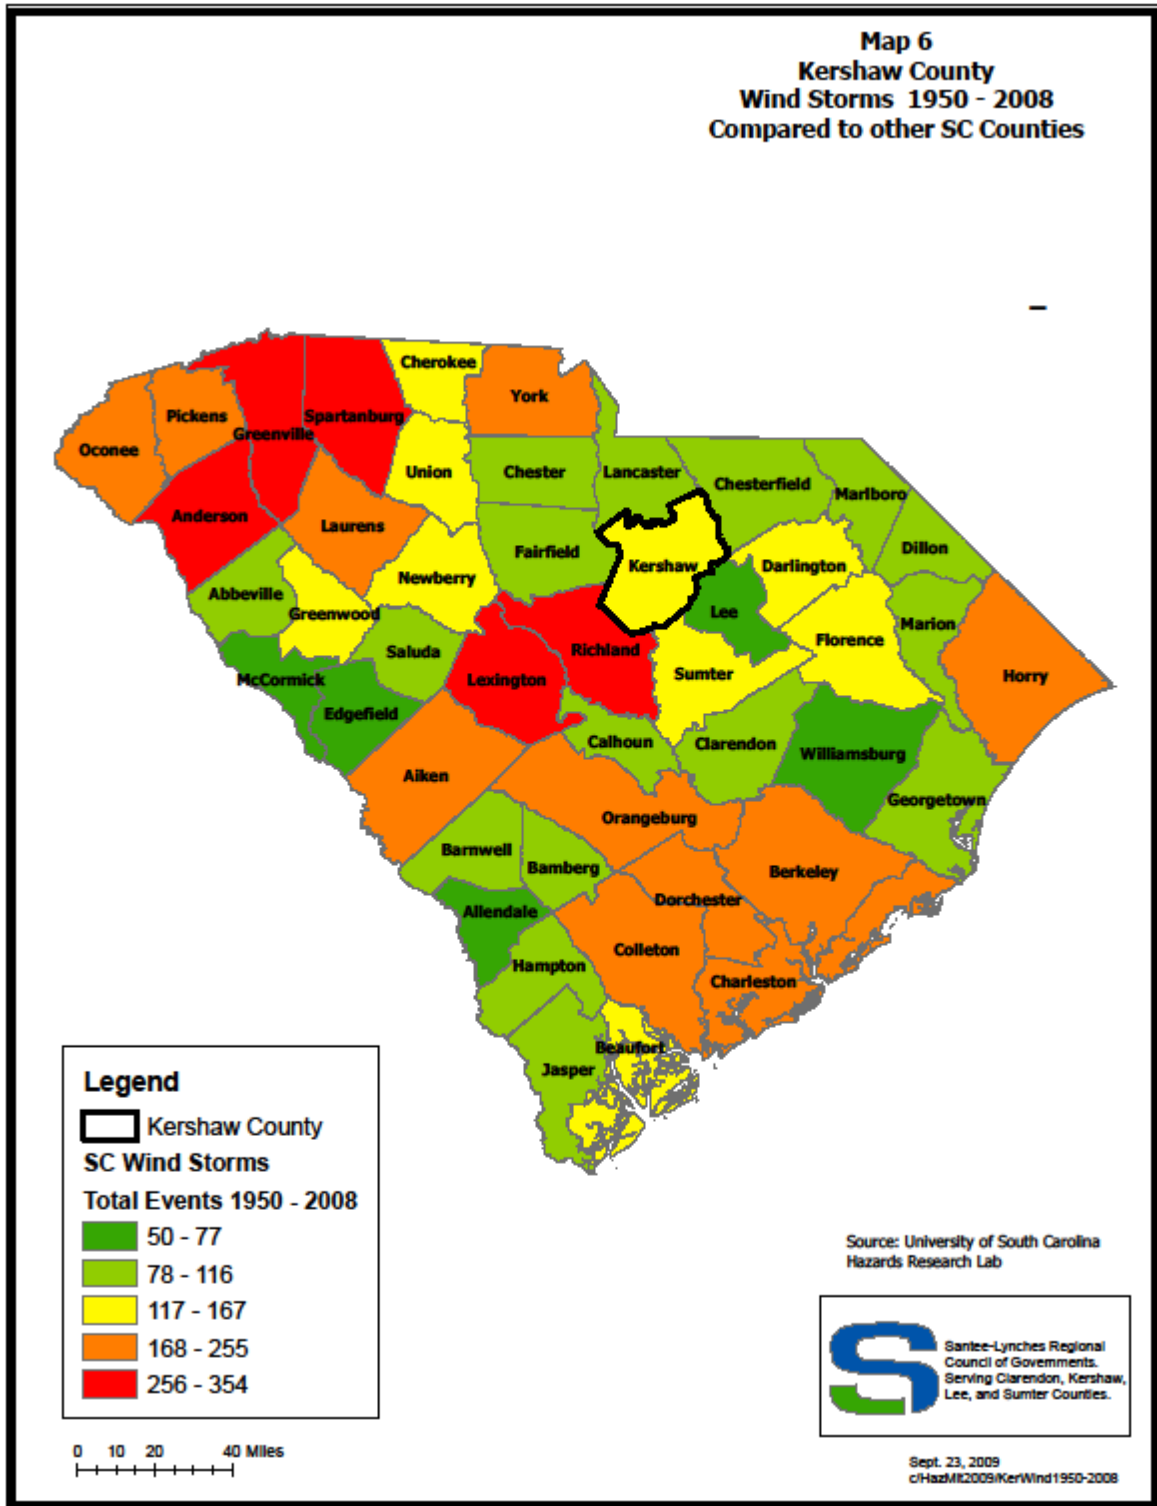 Map 6
Kershaw County
Wind Storms 1950 - 2008
Compared to other SC Counties
Cherokee
York
Pickens
Spartanburg
Greenville
Oconee
Union
Chester
Lancaster
Chesterfield
Marlboro
Anderson
Laurens
Fairfield
Dillon
Kershaw
Darlington
Newberry
Abbeville
Greenwood
Lee
Marion
Florence
Saluda
Richland
Sumter
Horry
McCormick
Lexington
Edgefield
Calhoun
Clarendon
Williamsburg
Aiken
Georgetown
Orangeburg
Barnwell
Bamberg
Berkeley
Dorchester
Allendale
Colleton
Hampton
Charleston
Beaufort
Jasper
Legend
Kershaw County
SC Wind Storms
Total Events 1950 - 2008
50 - 77
78 - 116
117 - 167
168 - 255
256 - 354
0 10 20 40 Miles
Source: University of South Carolina
Hazards Research Lab
Santee-Lynches Regional
Council of Governments.
Serving Clarendon, Kershaw,
Lee, and Sumter Counties.
Sept. 23, 2009
c/HazMit2009/KerWind1950-2008